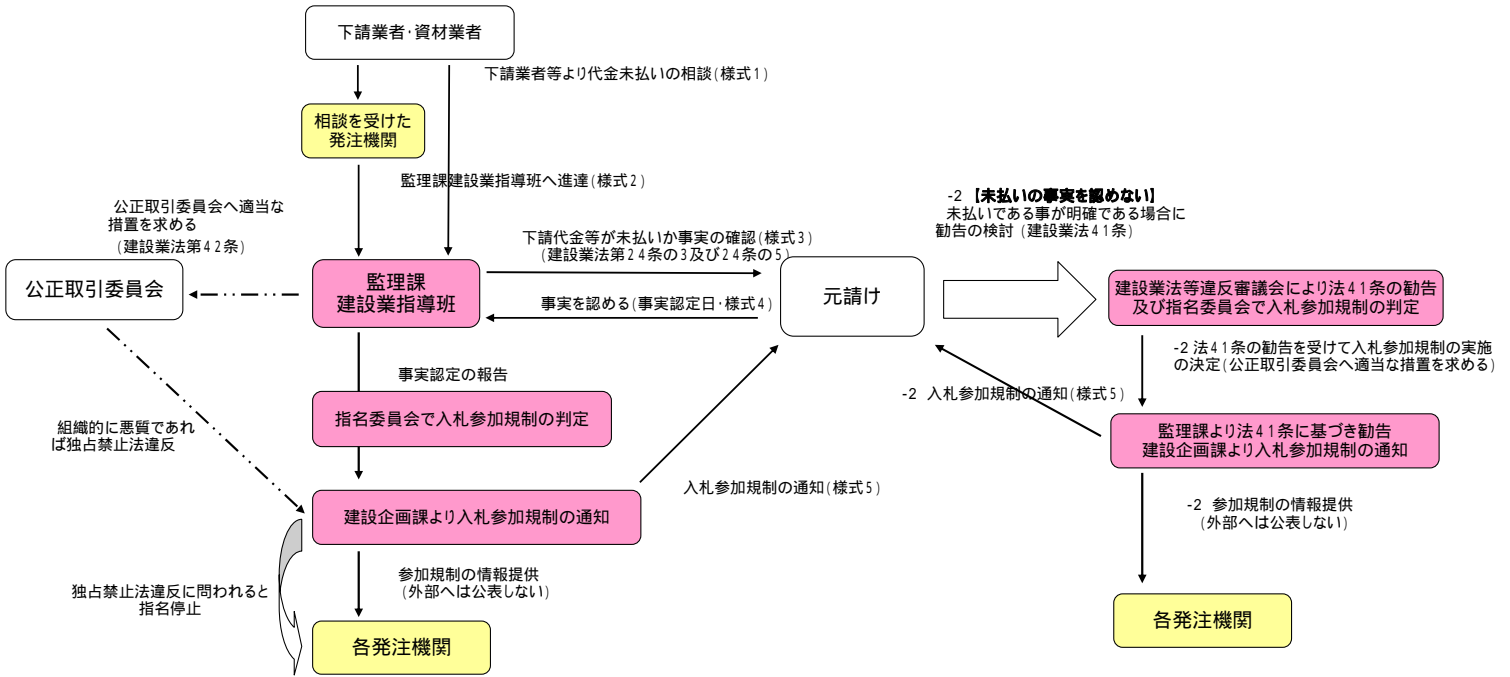 下請業者･資材業者
下請業者等より代金未払いの相談(様式1)
相談を受けた
発注機関
監理課建設業指導班へ進達(様式2)
公正取引委員会へ適当な
措置を求める
(建設業法第42条)
-2 【未払いの事実を認めない】
未払いである事が明確である場合に
勧告の検討 (建設業法41条)
下請代金等が未払いか事実の確認(様式3)
(建設業法第24条の3及び24条の5)
公正取引委員会
監理課
建設業指導班
元請け
建設業法等違反審議会により法41条の勧告
及び指名委員会で入札参加規制の判定
事実を認める(事実認定日･様式4)
-2 法41条の勧告を受けて入札参加規制の実施
の決定(公正取引委員会へ適当な措置を求める)
事実認定の報告
-2 入札参加規制の通知(様式5)
指名委員会で入札参加規制の判定
組織的に悪質であれ
ば独占禁止法違反
監理課より法41条に基づき勧告
建設企画課より入札参加規制の通知
入札参加規制の通知(様式5)
建設企画課より入札参加規制の通知
-2 参加規制の情報提供
(外部へは公表しない)
参加規制の情報提供
(外部へは公表しない)
独占禁止法違反に問われると
指名停止
各発注機関
各発注機関